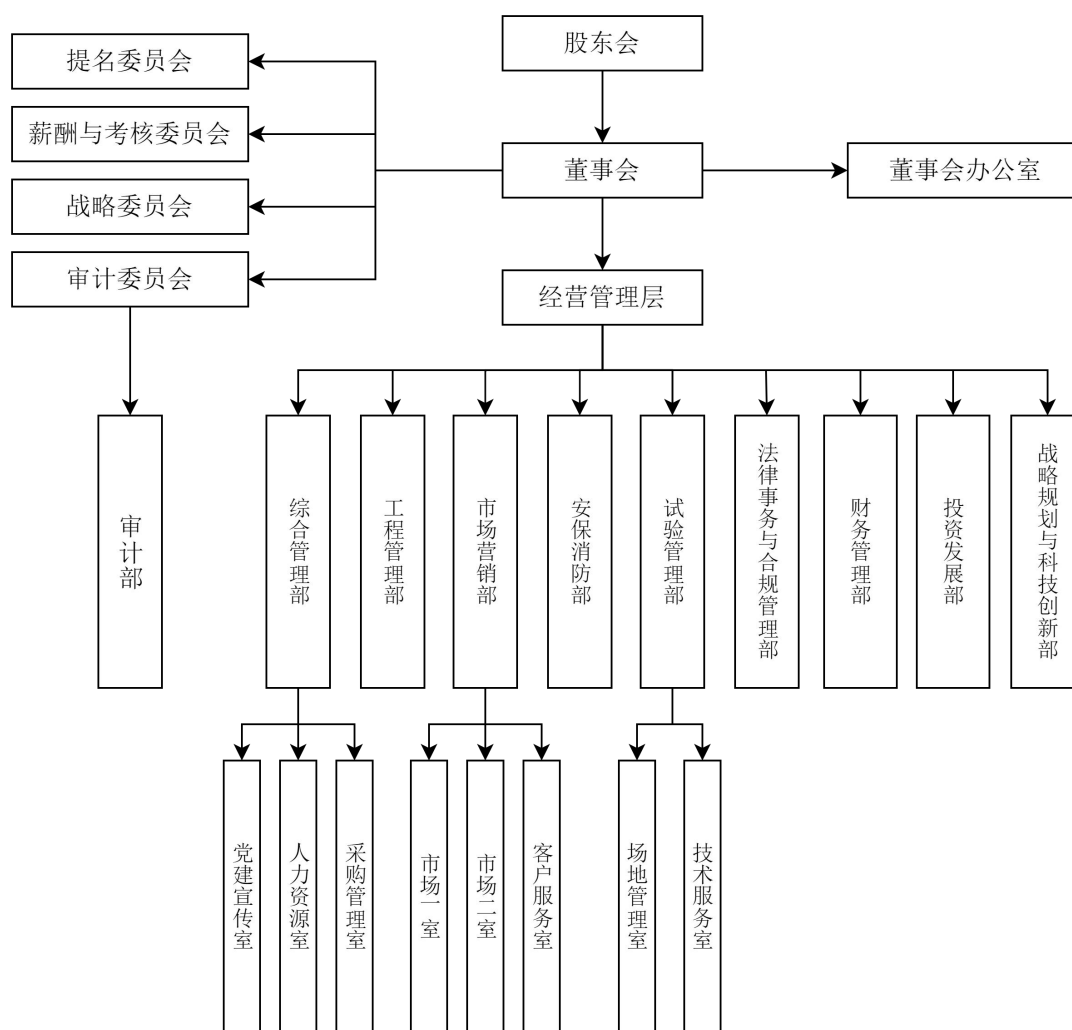 股东会
提名委员会
薪酬与考核委员会
董事会
董事会办公室
战略委员会
审计委员会
经营管理层
审计部
综合管理部
工程管理部
市场营销部
安保消防部
试验管理部
法律事务与合规管理部
财务管理部
投资发展部
战略规划与科技创新部
党建宣传室
人力资源室
采购管理室
市场一室
市场二室
客户服务室
场地管理室
技术服务室